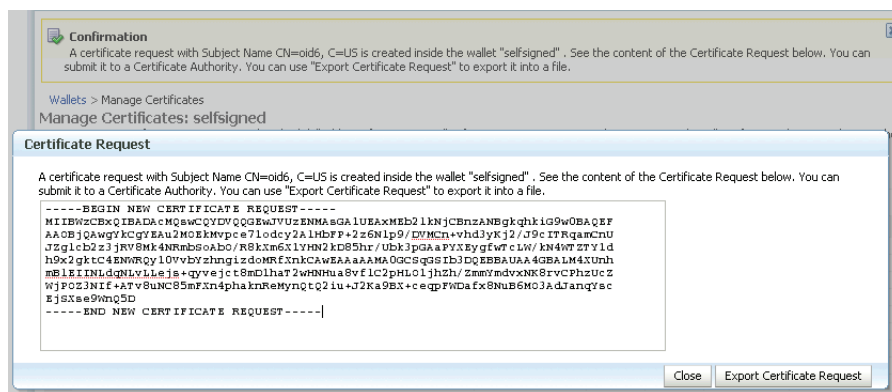 Confirmation
A certificate request with Subject Name CN=oid6, C=US is created inside the wallet "selfsigned" . See the content of the Certificate Request below. You can
submit it to a Certificate Authority. You can use "Export Certificate Request" to export it into a file.
Wallets > Manage Certificates
Manage Certificates: selfsigned
Certificate Request
A certificate request with Subject Name CN=oid6, C=US is created inside the wallet "selfsigned" . See the content of the Certificate Request below. You can
submit it to a Certificate Authority. You can use "Export Certificate Request" to export it into a file.
-----BEGIN NEW CERTIFICATE REQUEST-----
MIIBWzCBxQIBADAcMQswCQYDVQQGEwJVUzENMAsGA1UEAxMEb2lkNjCBnzANBgkqhkiG9w0BAQEF
AAOBjQAwgYkCgYEAu2MOEkMvpce7lodcy2AlHbFP+2z6Nlp9/DVMCn+vhd3yKj2/J9cITRqamCnU
JZglcb2z3jRV8Mk4NRmbSoAbO/R8kXm6XlYHN2kD85hr/Ubk3pGAaPYXEygfWTcLW/kN4WTZTYld
h9x2gktC4ENWRQyl0VvbYzhngizdoMRfXnkCAwEAAaAAMA0GCSqGSIb3DQEBBAUAA4GBALM4XUnh
mBlEIINLdqNLvLLejs+qyvejct8mDlhaT2wHNHua8vflC2pHLOljhZh/ZmmYmdvxNK8rvCPhzUcZ
WjPOZ3NIf+ATv8uNC85mFXn4phaknReMynQtQ2iu+J2Ka9BX+ceqpFWDafx8NuB6MO3AdJanqYsc
EjSXse9WnQ5D
-----END NEW CERTIFICATE REQUEST-----
Close
Export Certificate Request